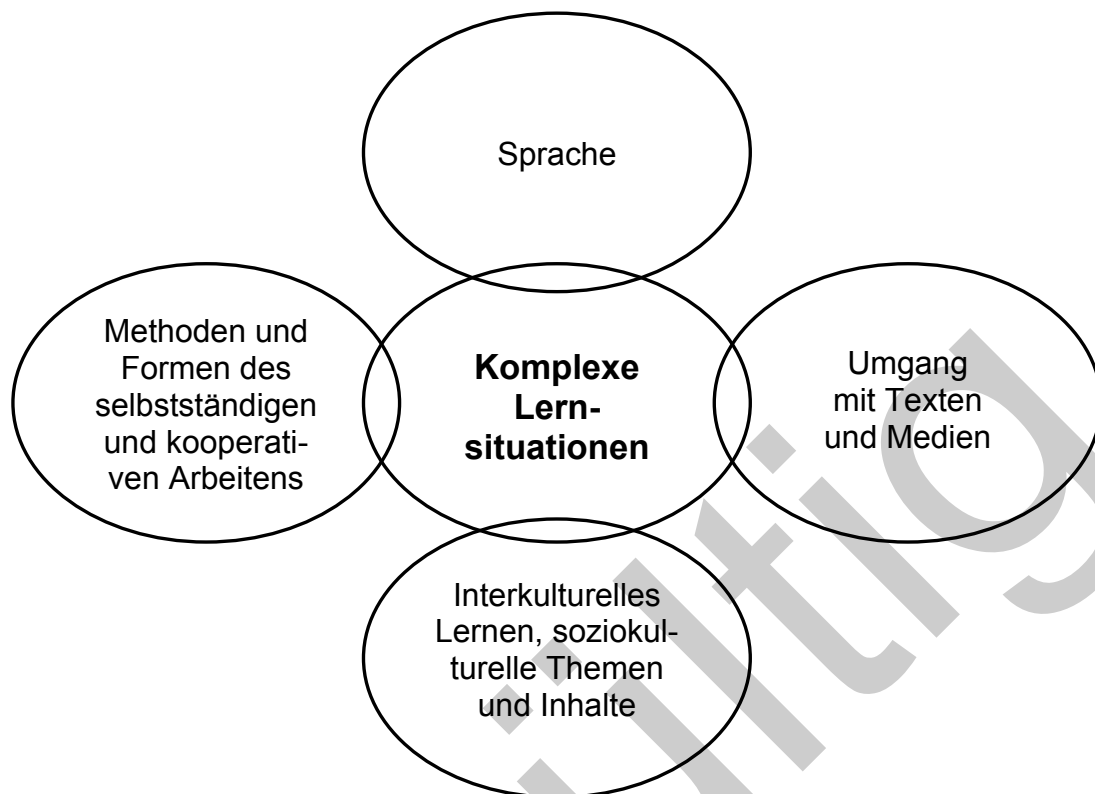 Sprache
Methoden und
Formen des
selbstständigen
und kooperati-
ven Arbeitens
Komplexe
Lern-
situationen
Umgang
mit Texten
und Medien
Interkulturelles
Lernen, soziokul-
turelle Themen
und Inhalte
ültig